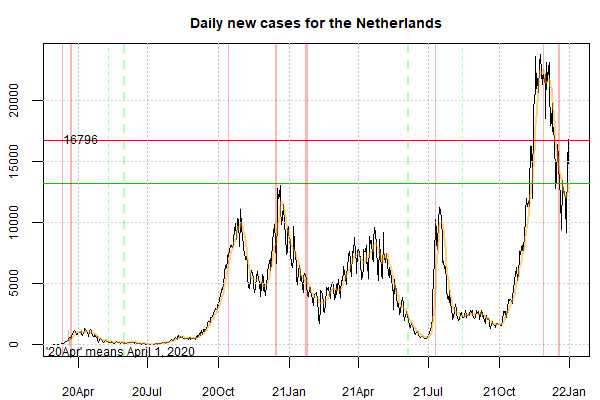 Daily new cases for the Netherlands
20000
15000
10000
5000
0
16796
'20Apr' means April 1, 2020
20Apr 20Jul 20Oct 21Jan 21Apr 21Jul 21Oct 22Jan